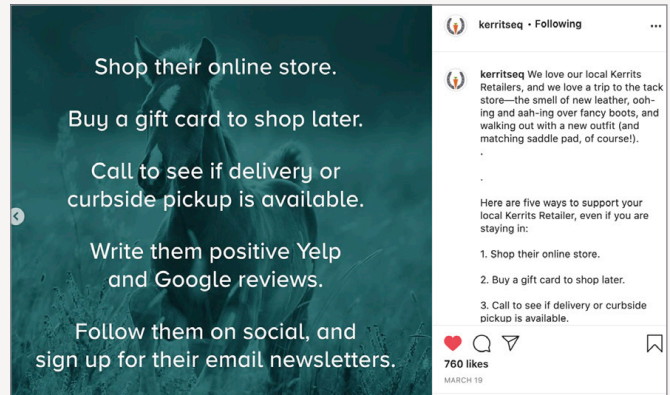 Shop their online store.
Buy a gift card to shop later.
Call to see if delivery or
curbside pickup is available.
Write them positive Yelp
and Google reviews.
Follow them on social, and
sign up for their email newsletters.
kerritseq • Following
kerritseq We love our local Kerrits
Retailers, and we love a trip to the tack
store—the smell of new leather, ooh-
ing and aah-ing over fancy boots, and
walking out with a new outfit (and
matching saddle pad, of course!).
.
.
Here are five ways to support your
local Kerrits Retailer, even if you are
staying in:
1. Shop their online store.
2. Buy a gift card to shop later.
3. Call to see if delivery or curbside
pickup is available.
760 likes
MARCH 19